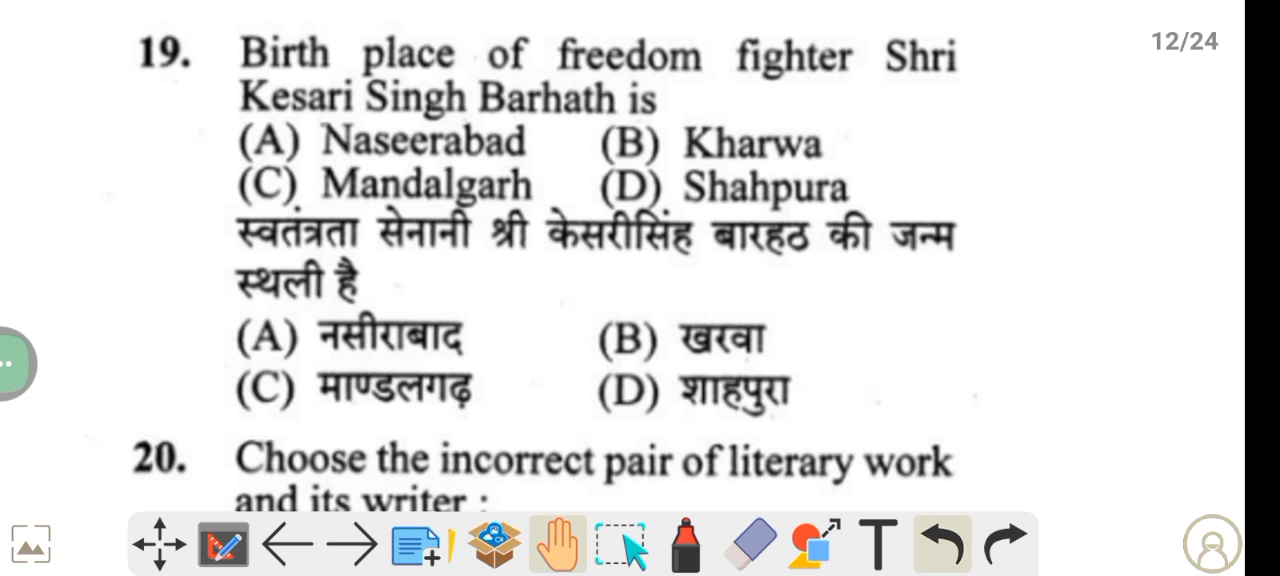 12/24
19. Birth place of freedom fighter Shri
Kesari Singh Barhath is
(A) Naseerabad (B) Kharwa
(C) Mandalgarh (D) Shahpura
स्वतंत्रता सेनानी श्री केसरीसिंह बारहठ की जन्म
स्थली है
(A) नसीराबाद (B) खरवा
(C) माण्डलगढ़ (D) शाहपुरा
20. Choose the incorrect pair of literary work
and its writer :